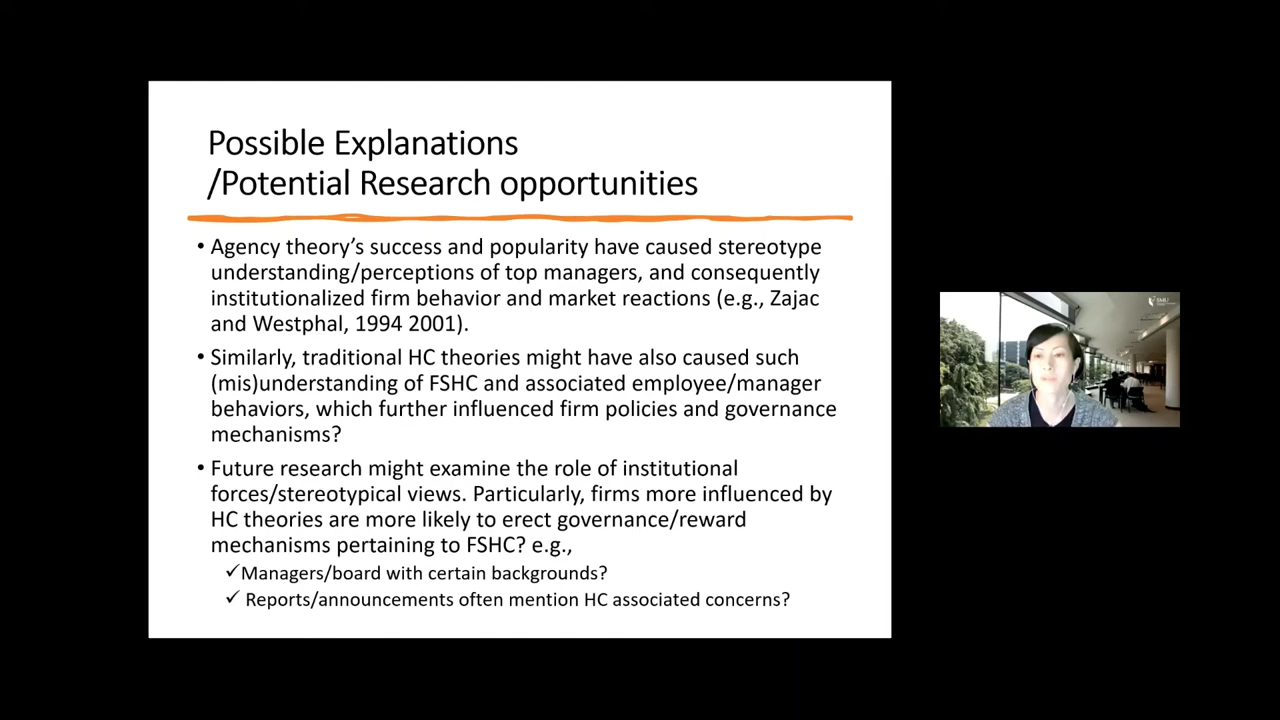 Possible Explanations
/Potential Research opportunities
• Agency theory's success and popularity have caused stereotype
understanding/perceptions of top managers, and consequently
institutionalized firm behavior and market reactions (e.g., Zajac
and Westphal, 1994 2001).
• Similarly, traditional HC theories might have also caused such
(mis)understanding of FSHC and associated employee/manager
behaviors, which further influenced firm policies and governance
mechanisms?
• Future research might examine the role of institutional
forces/stereotypical views. Particularly, firms more influenced by
HC theories are more likely to erect governance/reward
mechanisms pertaining to FSHC? e.g.,
✓Managers/board with certain backgrounds?
✓ Reports/announcements often mention HC associated concerns?
SMU